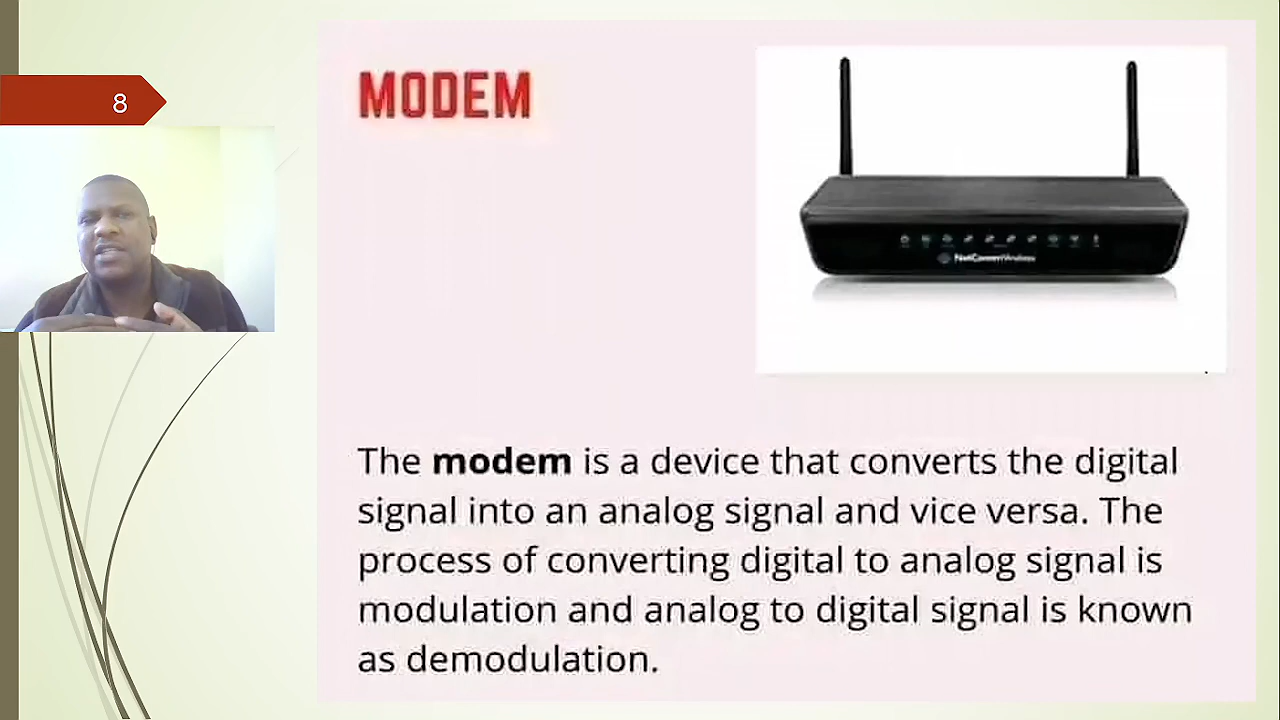 8
MODEM
NetCommWireless
The modem is a device that converts the digital
signal into an analog signal and vice versa. The
process of converting digital to analog signal is
modulation and analog to digital signal is known
as demodulation.